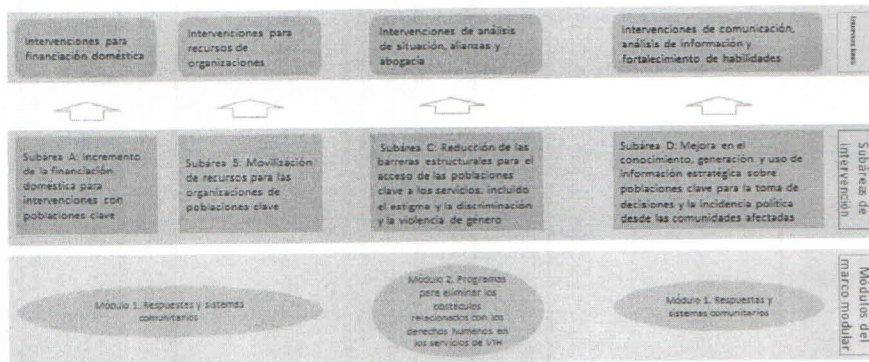 Intervenciones para
financiación doméstica
Intervenciones para
recursos de
organizaciones
Intervenciones de análisis
de situación, alianzas y
abogacía
Intervenciones de comunicación,
análisis de información y
fortalecimiento de habilidades
Subárea A: Incremento
de la financiación
doméstica para
intervenciones con
poblaciones clave
Subárea B: Movilización
de recursos para las
organizaciones de
poblaciones clave
Subárea C: Reducción de las
barreras estructurales para el
acceso de las poblaciones
clave a los servicios, incluido
el estigma y la discriminación
y la violencia de género
Subárea D: Mejora en el
conocimiento, generación y uso de
información estratégica sobre
poblaciones clave para la toma de
decisiones y la incidencia política
desde las comunidades afectadas
Subáreas de
intervención
Módulo 1. Respuestas y sistemas
comunitarios
Módulo 2. Programas
para eliminar los
obstáculos
relacionados con los
derechos humanos en
los servicios de VIH
Módulo 1. Respuestas y
sistemas comunitarios
Módulos del
marco modular